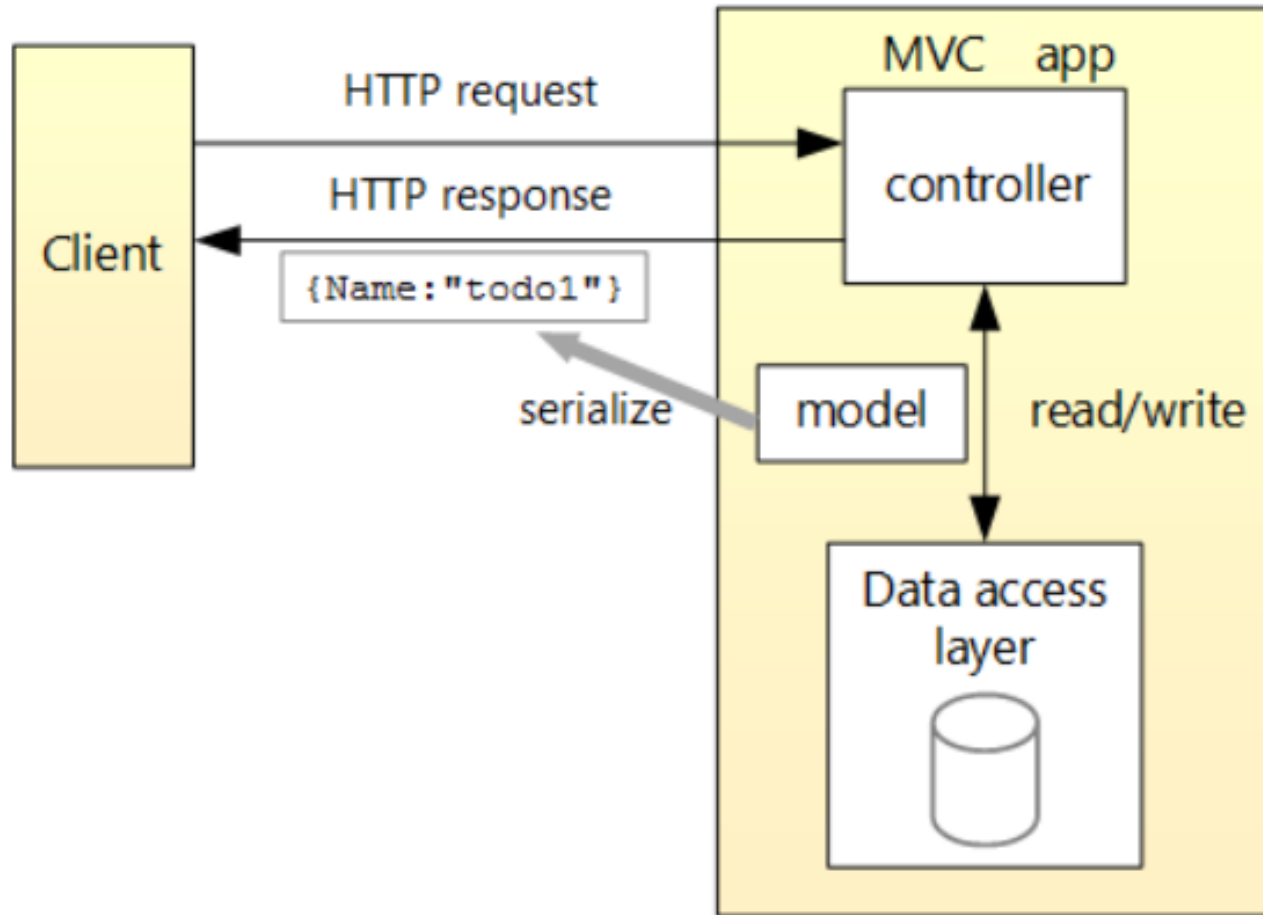 MVC app
HTTP request
controller
HTTP response
Client
{Name:"todo1"}
serialize
model
read/write
Data access
layer